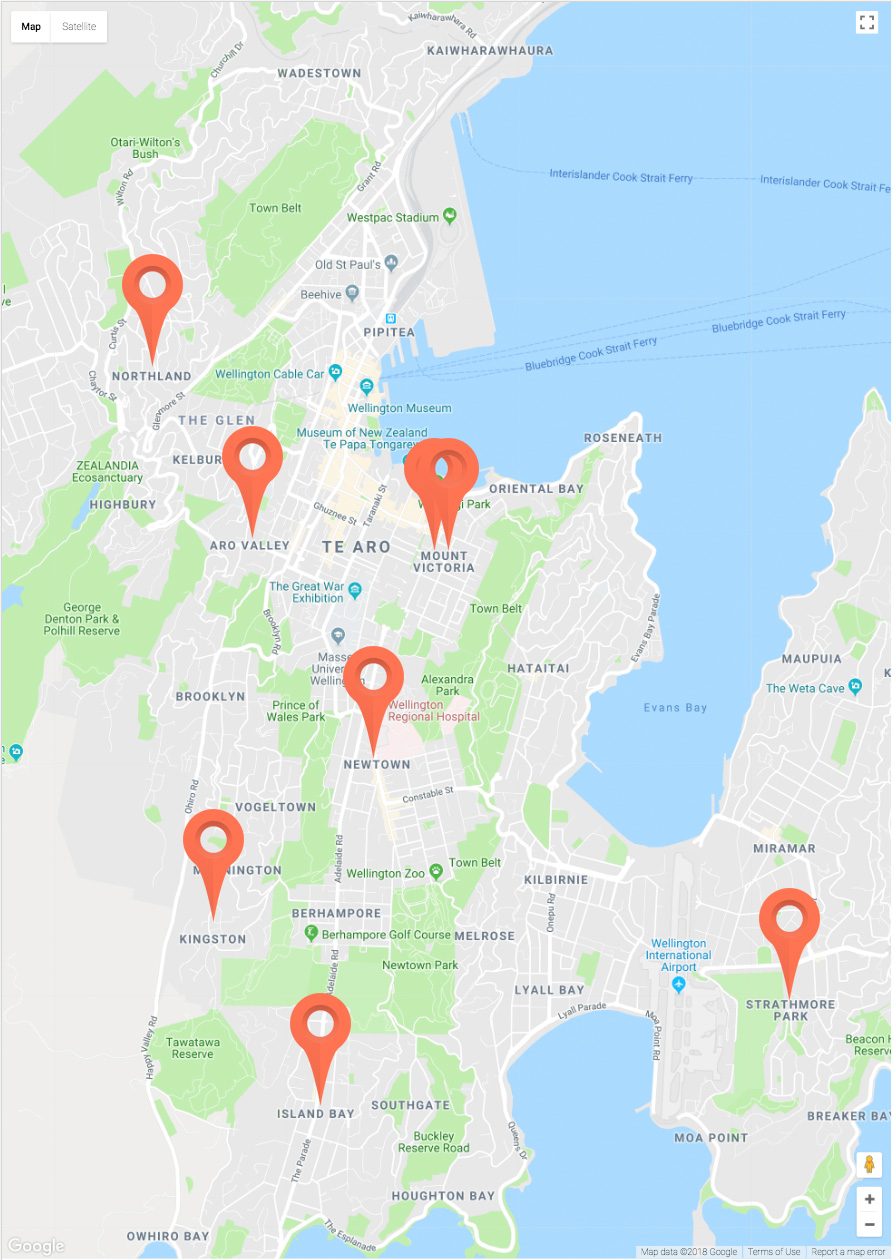 Map
Satellite
Kaiwharawhara Rd
KAIWHARAWHAURA
Churchill Dr
WADESTOWN
Otari-Wilton's
Bush
Wilton Rd
Grant Rd
Interislander Cook Strait Ferry
Interislander Cook Strait Fe
Town Belt
Westpac Stadium
Old St Paul's
Beehive
ve
PIPITEA
Curtis St
Bluebridge Cook Strait Ferry
Bluebridge Cook Strait Ferry
NORTHLAND
Wellington Cable Car
Chaytor St
Glenmore St
Wellington Museum
THE GLEN
Museum of New Zealand
Te Papa Tongarev
ROSENEATH
KELBUR
ZEALANDIA
Ecosanctuary
HIGHBURY
ORIENTAL BAY
Taranaki St
Ghuznee St
W
gi Park
ARO VALLEY
TE ARO
MOUNT
VICTORIA
The Great War
Exhibition
George
Denton Park &
Polhill Reserve
Town Belt
Brooklyn Rd
Evans Bay Parade
Masse
Univer
Wellington
HATAITAI
MAUPUIA
K
Alexandra
Park
The Weta Cave
BROOKLYN
Prince of
Wales Park
Wellington
Regional Hospital
Evans Bay
NEWTOWN
Constable St
Ohiro Rd
VOGELTOWN
Adelaide Rd
MIRAMAR
M
NINGTON
Wellington Zoo
Town Belt
KILBIRNIE
BERHAMPORE
Onepu Rd
KINGSTON
Berhampore Golf Course
MELROSE
Wellington
International
Airport
Newtown Park
Adelaide Rd
LYALL BAY
Lyall Parade
STRATHMORE
PARK
Moa Point Rd
Happy Valley Rd
Tawatawa
Reserve
Beacon H
Reserve
ISLAND BAY
SOUTHGATE
BREAKER BAY
Buckley
Reserve Road
Queens Dr
MOA POINT
The Parade
HOUGHTON BAY
The Esplanade
OWHIRO BAY
Google
Map data ©2018 Google
Terms of Use
Report a map error